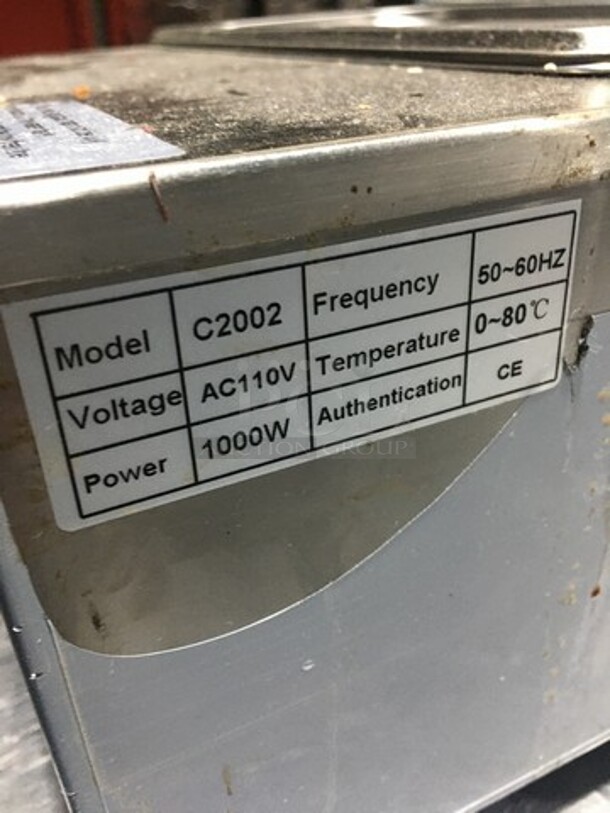 Model C2002 Frequency 50~60HZ
Voltage AC110V Temperature 0~80℃
Power 1000W Authentication CE